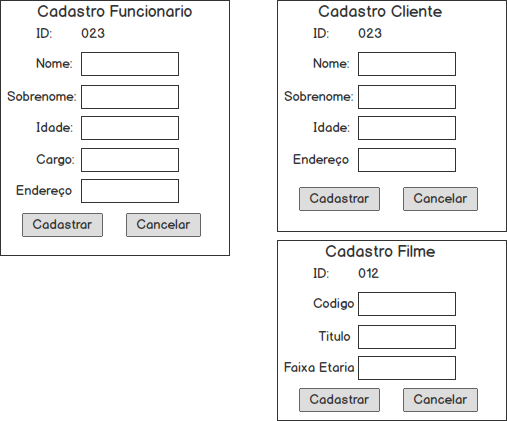 Cadastro Funcionario
ID: 023
Nome:
Sobrenome:
Idade:
Cargo:
Endereço
Cadastrar Cancelar
Cadastro Cliente
ID: 023
Nome:
Sobrenome:
Idade:
Endereço
Cadastrar Cancelar
Cadastro Filme
ID: 012
Codigo
Titulo
Faixa Etaria
Cadastrar Cancelar